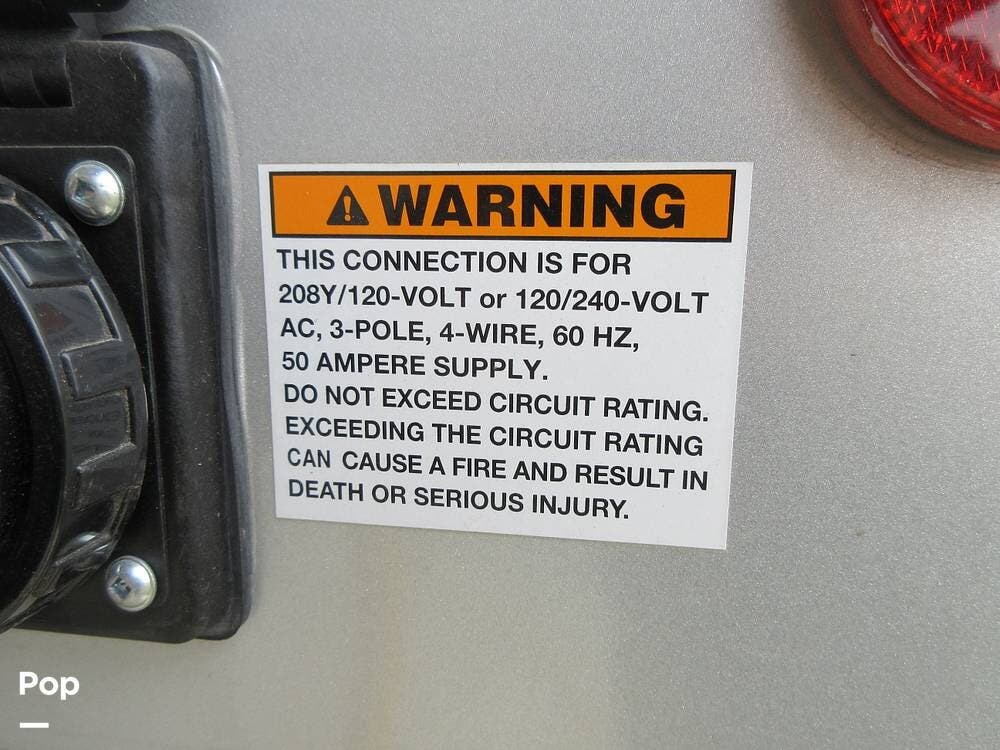 WARNING
THIS CONNECTION IS FOR
208Y/120-VOLT or 120/240-VOLT
AC, 3-POLE, 4-WIRE, 60 HZ,
50 AMPERE SUPPLY.
DO NOT EXCEED CIRCUIT RATING.
EXCEEDING THE CIRCUIT RATING
CAN CAUSE A FIRE AND RESULT IN
DEATH OR SERIOUS INJURY.
Pop